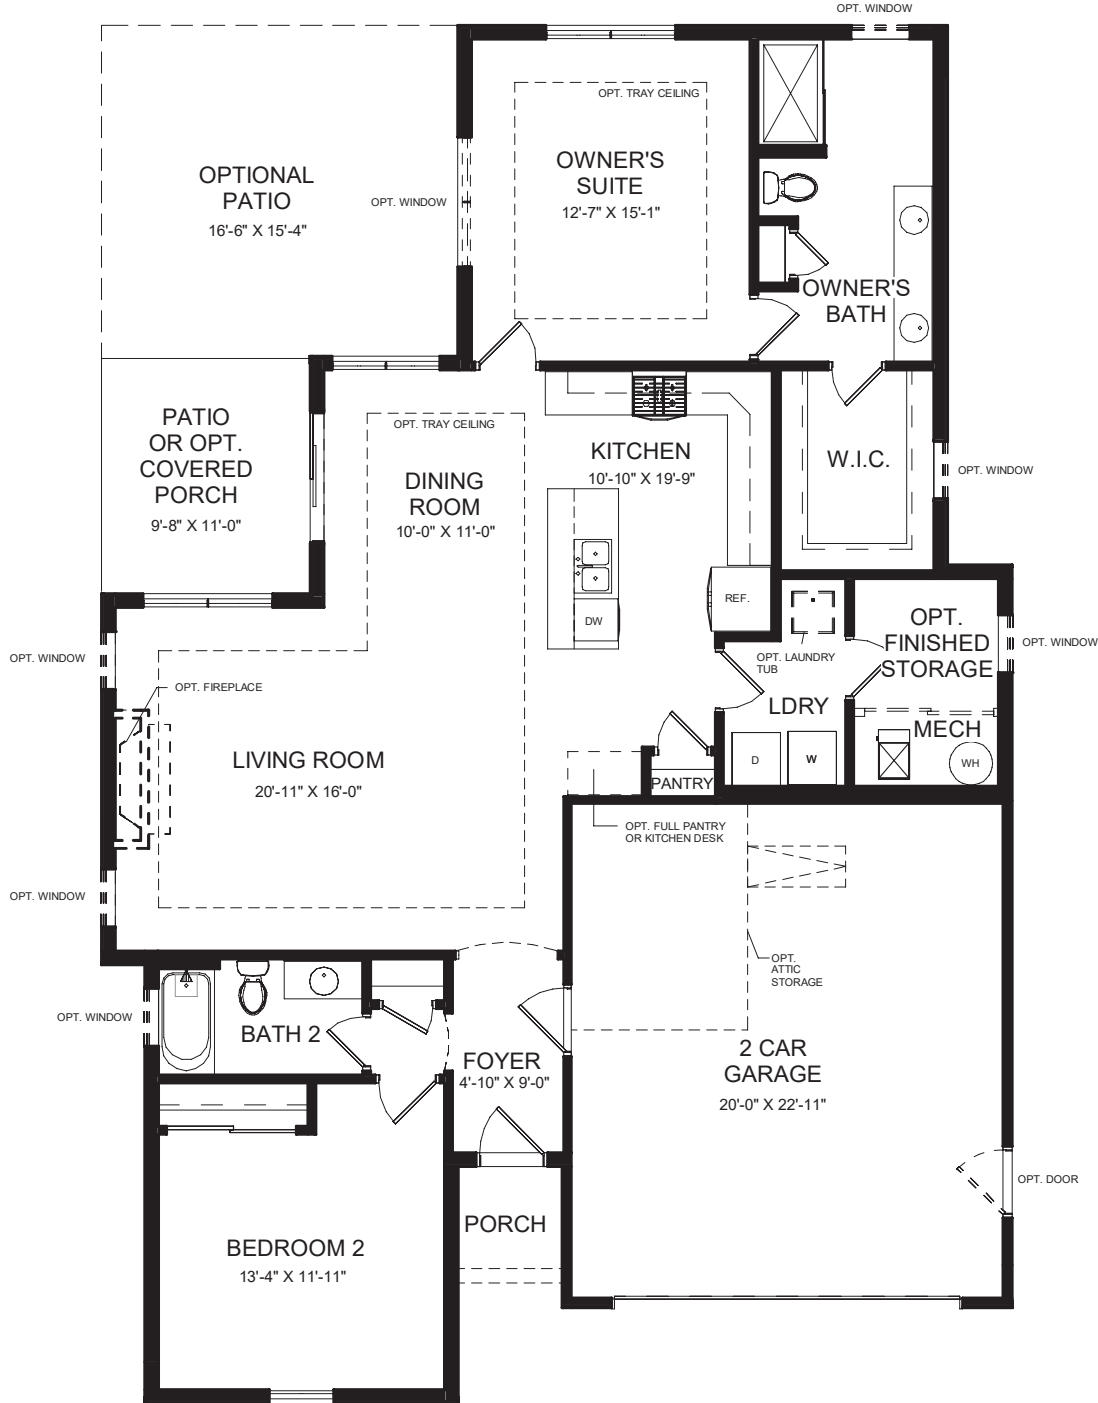 OPT. WINDOW
OPT. TRAY CEILING
OWNER'S
SUITE
12'-7" X 15'-1"
OPTIONAL
PATIO
16'-6" X 15'-4"
OPT. WINDOW
OWNER'S
BATH
PATIO
OR OPT.
COVERED
PORCH
9'-8" X 11'-0"
OPT. TRAY CEILING
DINING
ROOM
10'-0" X 11'-0"
KITCHEN
10'-10" X 19'-9"
W.I.C.
OPT. WINDOW
REF.
DW
OPT.
FINISHED
STORAGE
OPT. WINDOW
OPT. LAUNDRY
TUB
LDRY
MECH
D
W
WH
OPT. WINDOW
OPT. FIREPLACE
LIVING ROOM
20'-11" X 16'-0"
PANTRY
OPT. FULL PANTRY
OR KITCHEN DESK
OPT. WINDOW
OPT.
ATTIC
STORAGE
OPT. WINDOW
BATH 2
FOYER
4'-10" X 9'-0"
2 CAR
GARAGE
20'-0" X 22'-11"
OPT. DOOR
PORCH
BEDROOM 2
13'-4" X 11'-11"